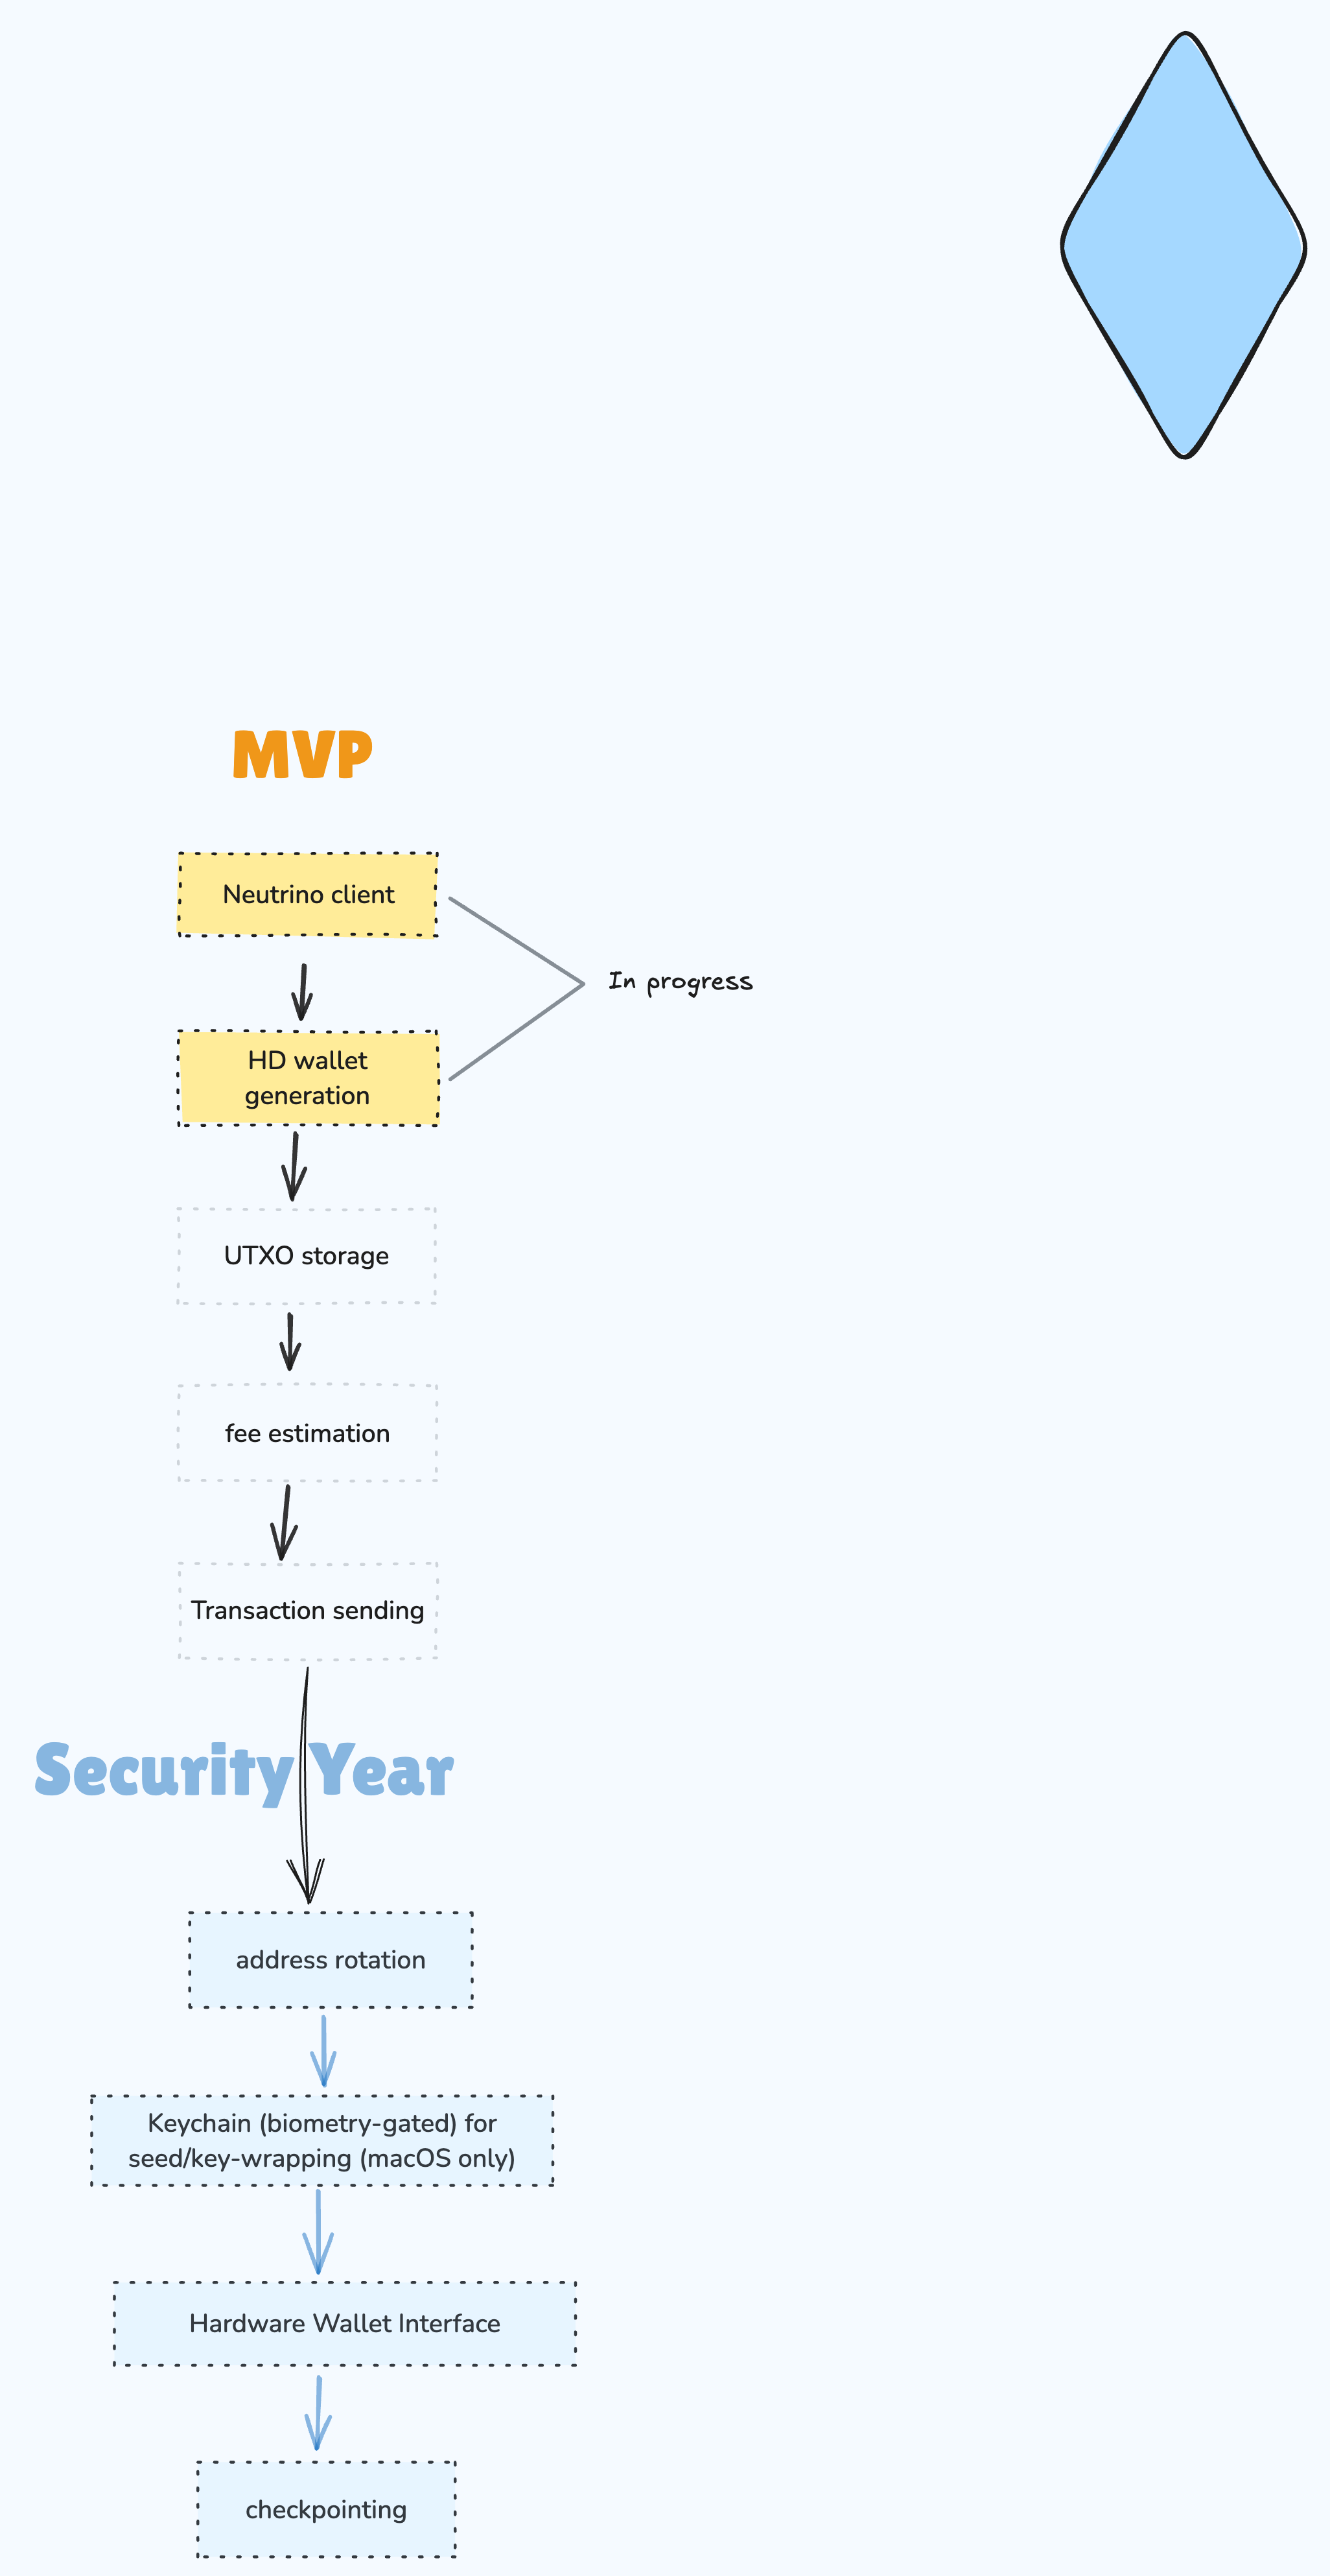 MVP
Neutrino client
In progress
HD wallet
generation
UTXO storage
fee estimation
Transaction sending
Security Year
address rotation
Keychain (biometry-gated) for
seed/key-wrapping (macOS only)
Hardware Wallet Interface
checkpointing